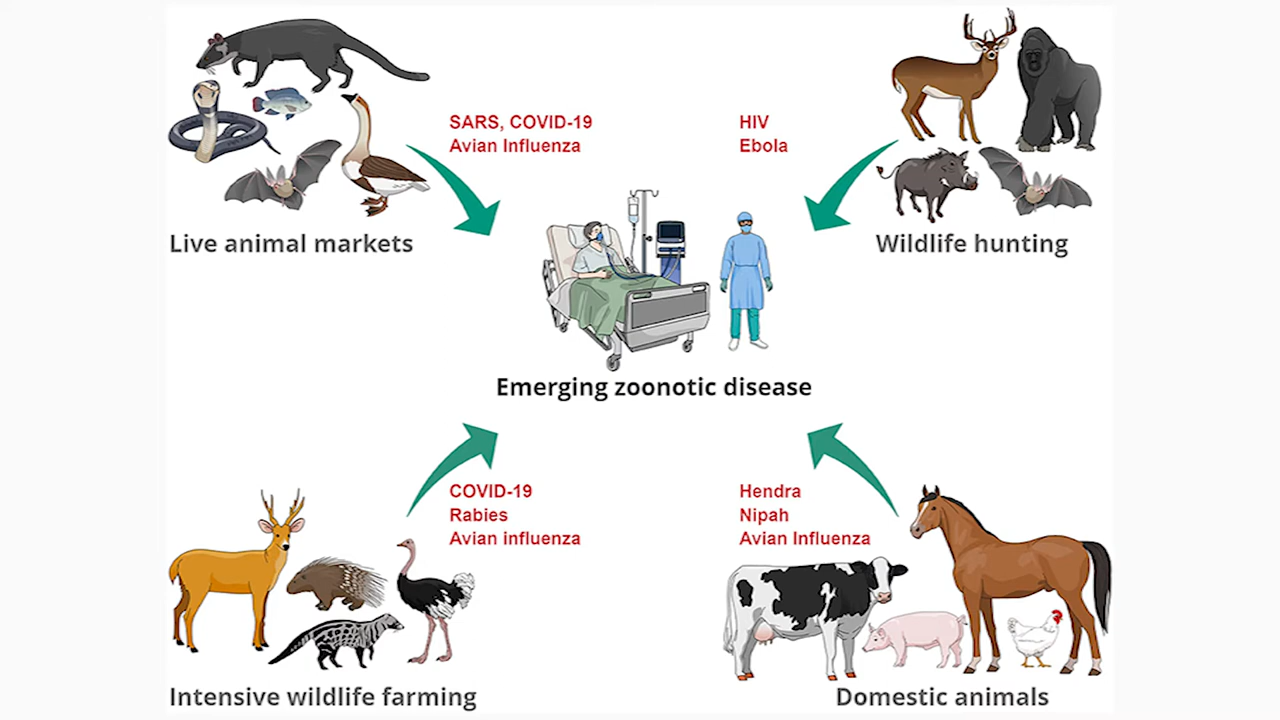 SARS, COVID-19
Avian Influenza
HIV
Ebola
Live animal markets
Wildlife hunting
Emerging zoonotic disease
COVID-19
Rabies
Avian influenza
Hendra
Nipah
Avian Influenza
Intensive wildlife farming
Domestic animals